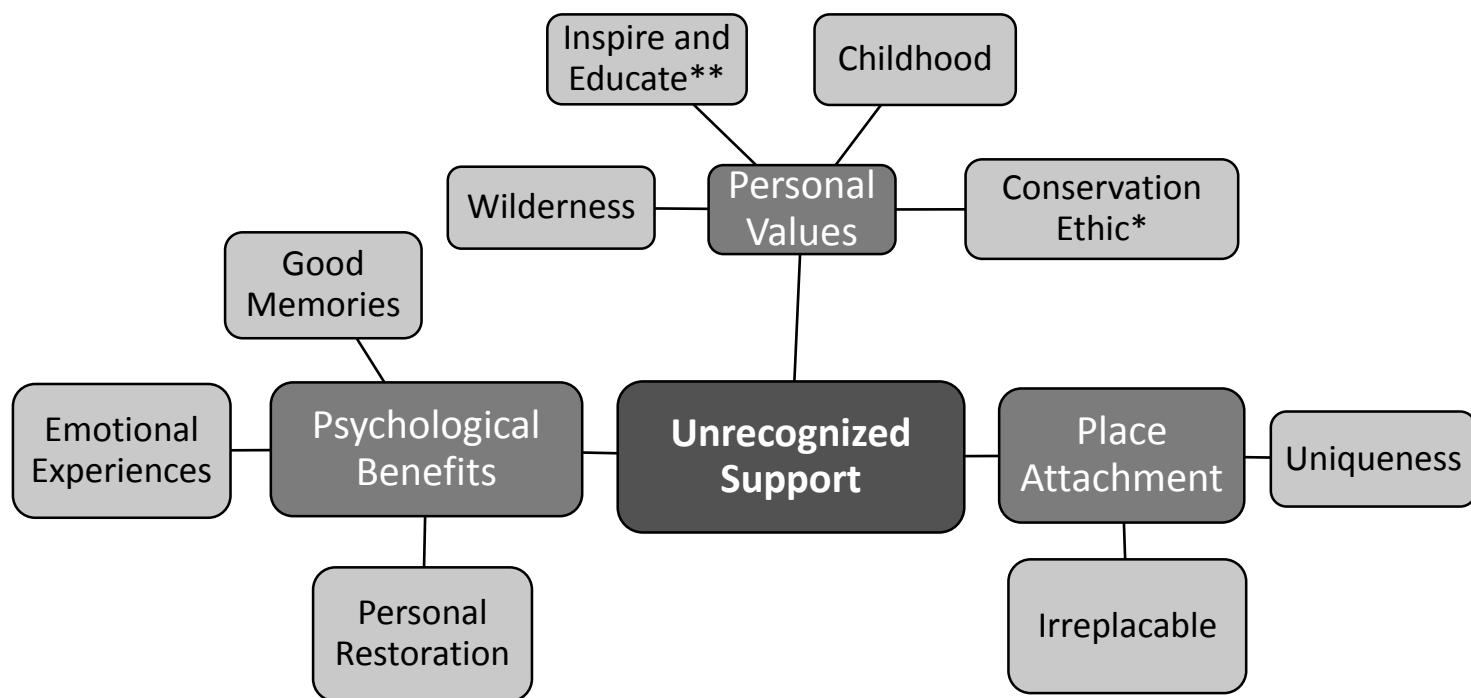 Inspire and
Educate**
Childhood
Wilderness
Personal
Values
Conservation
Ethic*
Good
Memories
Emotional
Experiences
Psychological
Benefits
Unrecognized
Support
Place
Attachment
Uniqueness
Personal
Restoration
Irreplacable